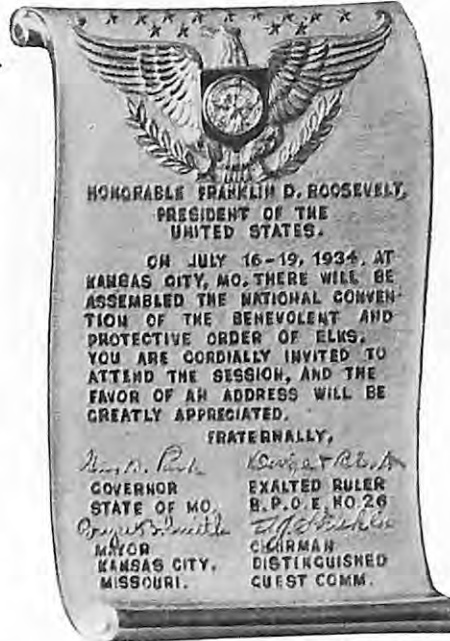 HONORABLE FRANKLIN D. ROOSEVELT,
PRESIDENT OF THE
UNITED STATES.
ON JULY 16-19, 1934, AT
KANSAS CITY, MO. THERE WILL BE
ASSEMBLED THE NATIONAL CONVEN-
TION OF THE BENEVOLENT AND
PROTECTIVE ORDER OF ELKS.
YOU ARE CORDIALLY INVITED TO
ATTEND THE SESSION, AND THE
FAVOR OF AN ADDRESS WILL BE
GREATLY APPRECIATED.
FRATERNALLY,
GOVERNOR
STATE OF MO.
EXALTED RULER
B.P.O.E. NO. 26
MAYOR
KANSAS CITY,
MISSOURI.
CHAIRMAN
DISTINGUISHED
GUEST COMM.